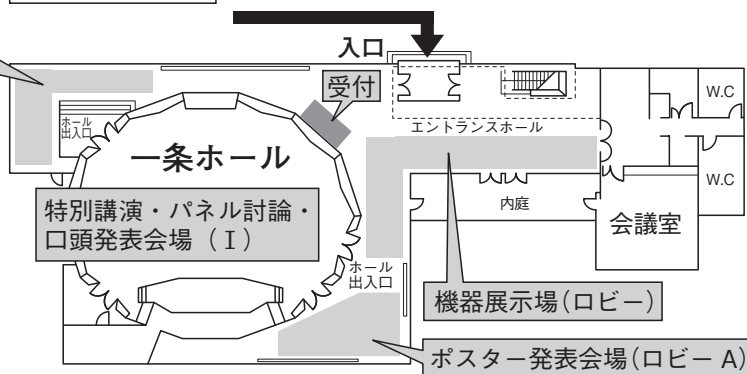 入口
受付
W.C
エントランスホール
ホール
出入口
一条ホール
W.C
特別講演・パネル討論・
口頭発表会場(Ⅰ)
内庭
会議室
ホール
出入口
機器展示場(ロビー)
ポスター発表会場(ロビー A)